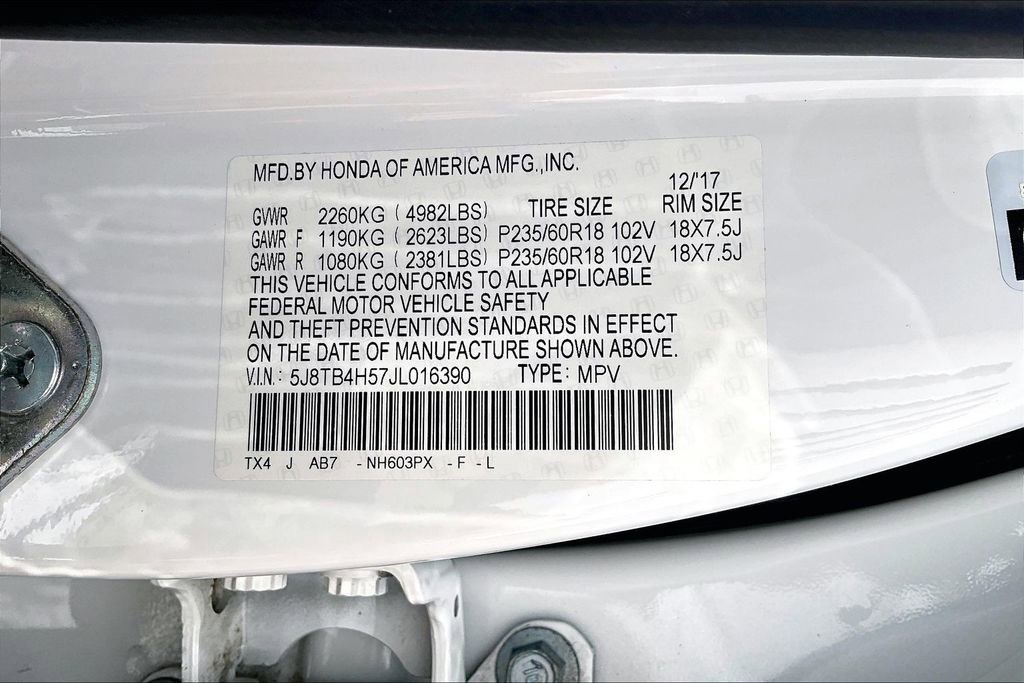 MFD.BY HONDA OF AMERICA MFG.,INC.
12/'17
GVWR 2260KG ( 4982LBS) TIRE SIZE RIM SIZE
GAWR F 1190KG ( 2623LBS) P235/60R18 102V 18X7.5J
GAWR R 1080KG ( 2381LBS) P235/60R18 102V 18X7.5J
THIS VEHICLE CONFORMS TO ALL APPLICABLE
FEDERAL MOTOR VEHICLE SAFETY
AND THEFT PREVENTION STANDARDS IN EFFECT
ON THE DATE OF MANUFACTURE SHOWN ABOVE.
V.I.N.: 5J8TB4H57JL016390 TYPE: MPV
TX4 J AB7 -NH603PX -F -L